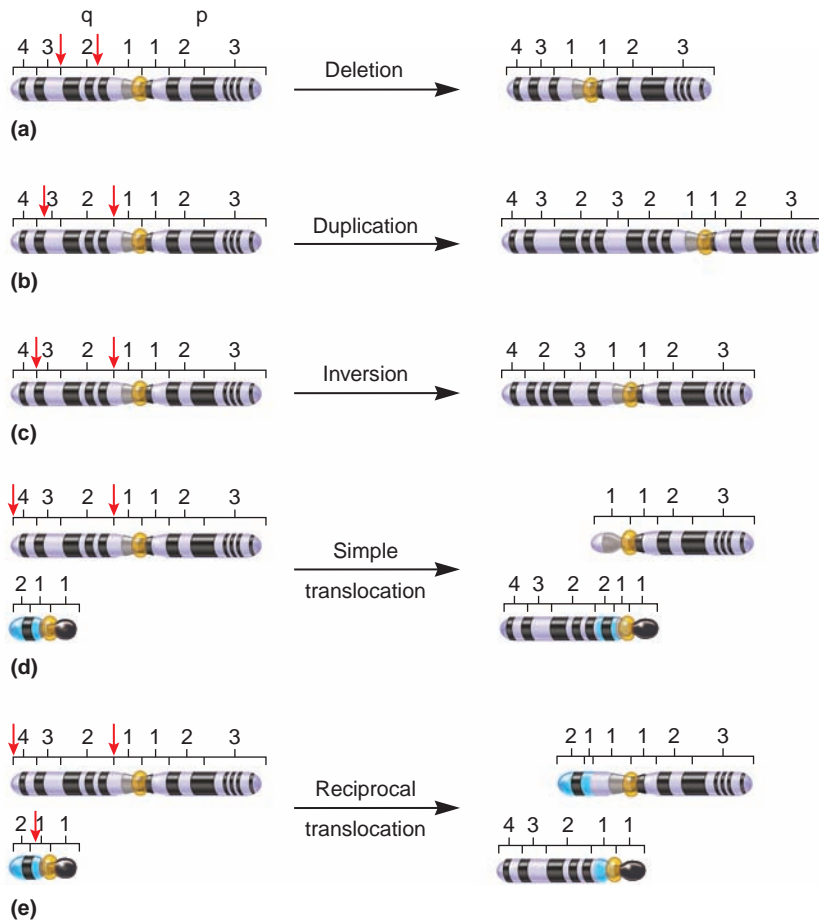 q p
4 3 2 1 1 2 3
Deletion
4 3 1 1 2 3
(a)
4 3 2 1 1 2 3
Duplication
4 3 2 3 2 1 1 2 3
(b)
4 3 2 1 1 2 3
Inversion
4 2 3 1 1 2 3
(c)
4 3 2 1 1 2 3
2 1 1
Simple
translocation
1 1 2 3
4 3 2 2 1 1
(d)
4 3 2 1 1 2 3
2 1 1
Reciprocal
translocation
2 1 1 1 2 3
4 3 2 1 1
(e)